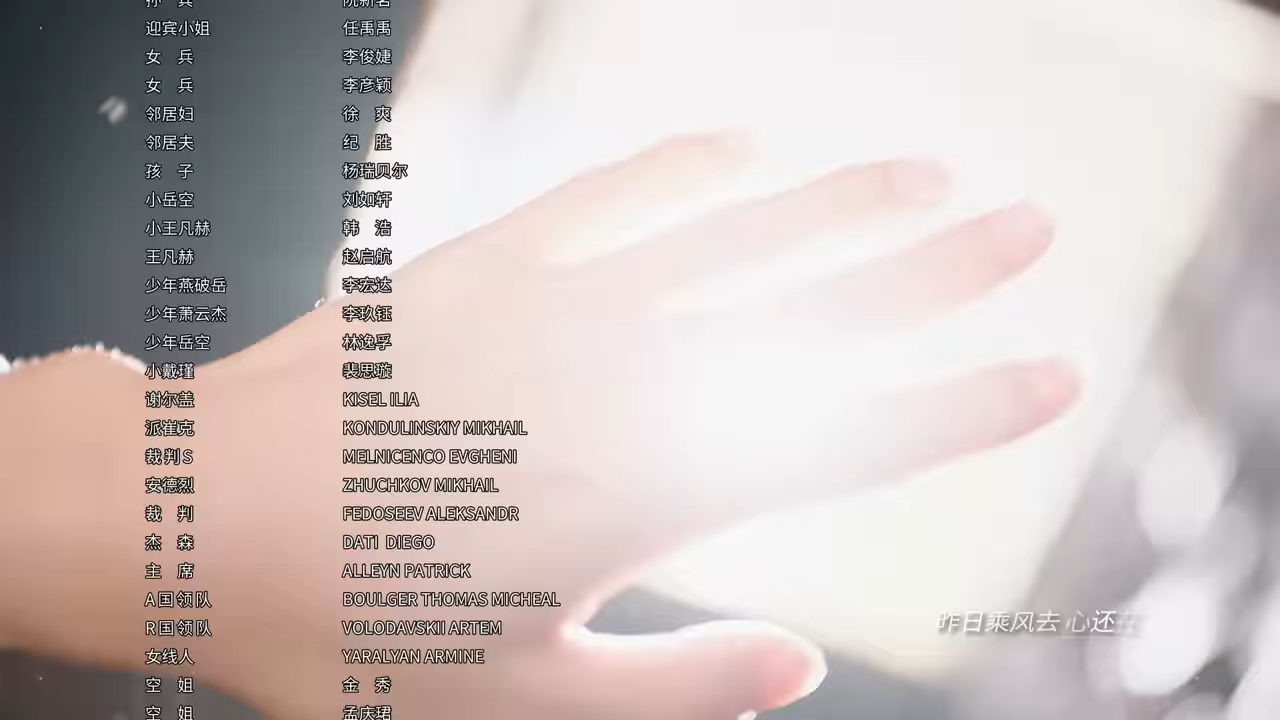 迎宾小姐 任禹禹
女 兵 李俊婕
女 兵 李彦颖
邻居妇 徐 爽
邻居夫 纪 胜
孩 子 杨瑞贝尔
小岳空 刘如轩
小王凡赫 韩 浩
王凡赫 赵启航
少年燕破岳 李宏达
少年萧云杰 李玖钰
少年岳空 林逸孚
小戴瑾 裴思璇
谢尔盖 KISEL ILIA
派崔克 KONDULINSKIY MIKHAIL
裁判S MELNICENCO EVGHENI
安德烈 ZHUCHKOV MIKHAIL
裁 判 FEDOSEEV ALEKSANDR
杰 森 DATI DIEGO
主 席 ALLEYN PATRICK
A国领队 BOULGER THOMAS MICHEAL
R国领队 VOLODAVSKII ARTEM
女线人 YARALYAN ARMINE
空 姐 金 秀
空 姐 孟庆珺
昨日乘风去 心还